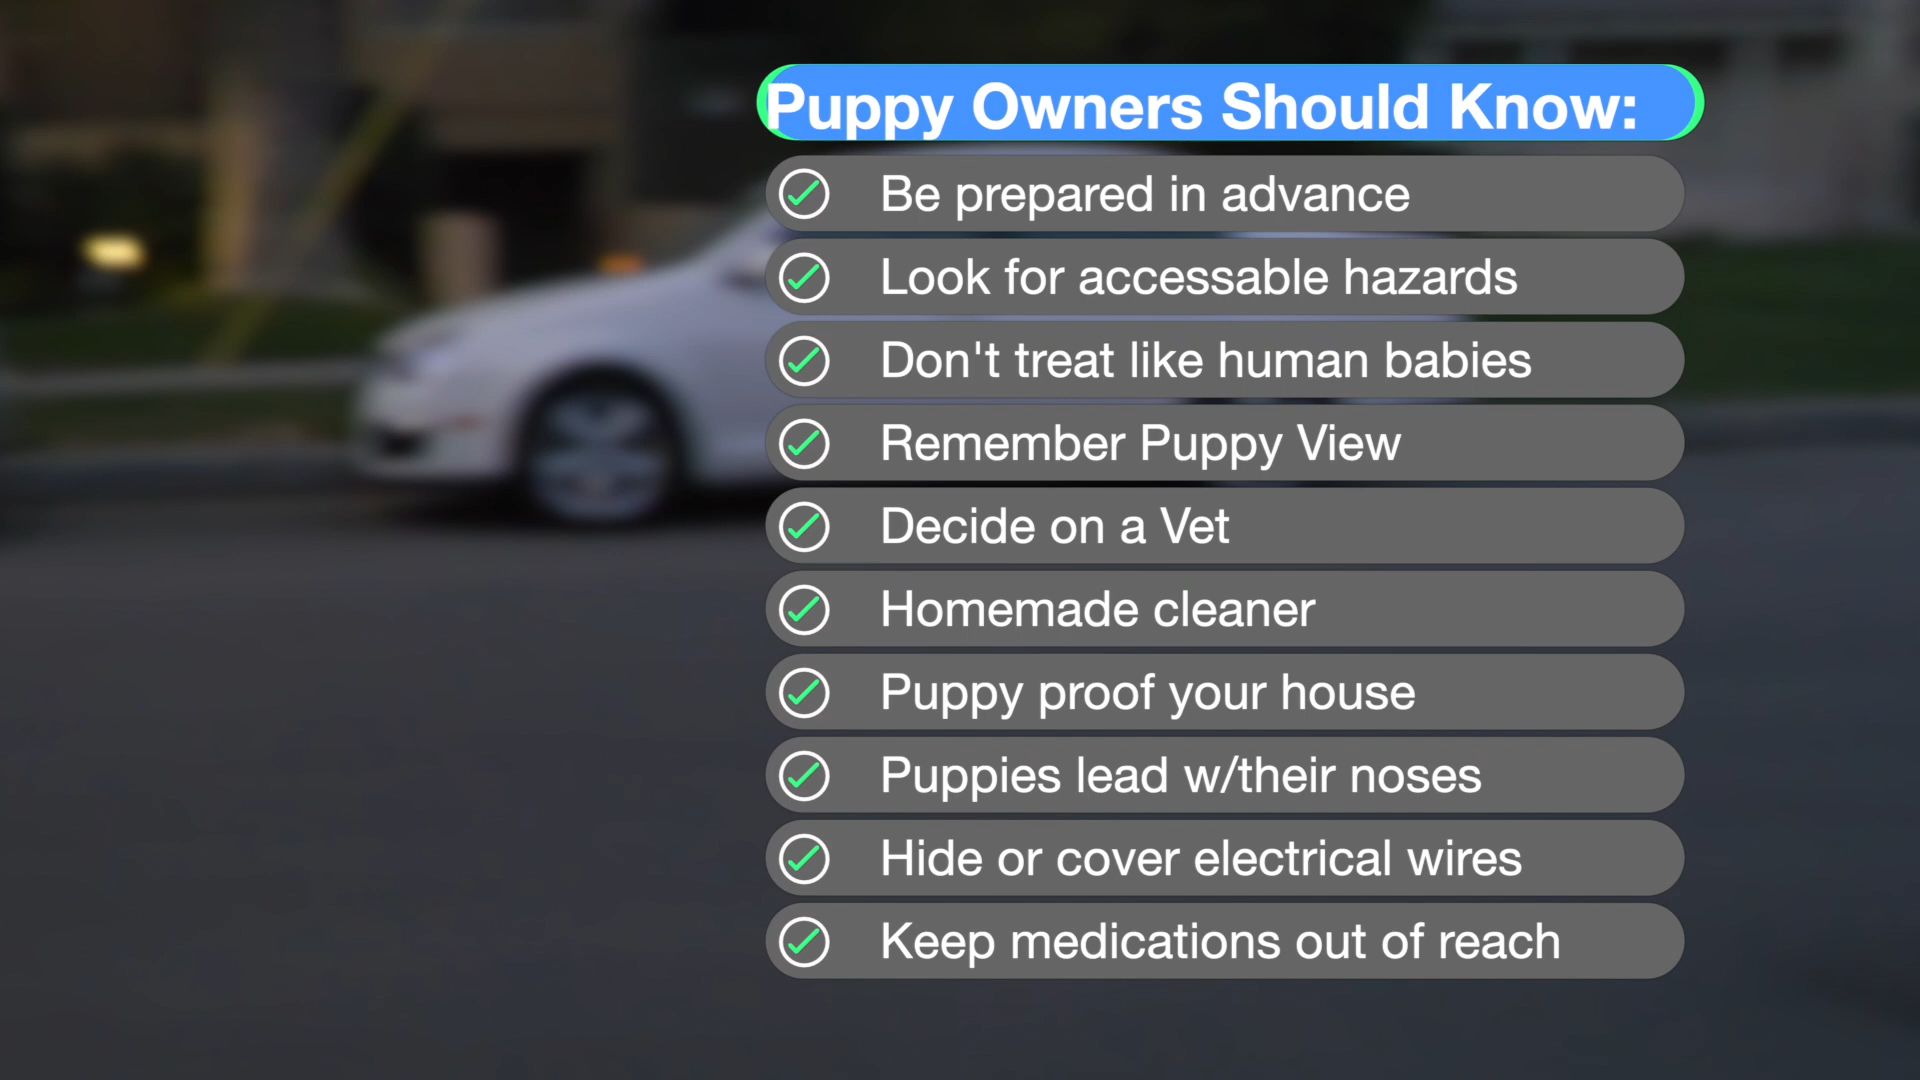 Puppy Owners Should Know:
Be prepared in advance
Look for accessable hazards
Don't treat like human babies
Remember Puppy View
Decide on a Vet
Homemade cleaner
Puppy proof your house
Puppies lead w/their noses
Hide or cover electrical wires
Keep medications out of reach